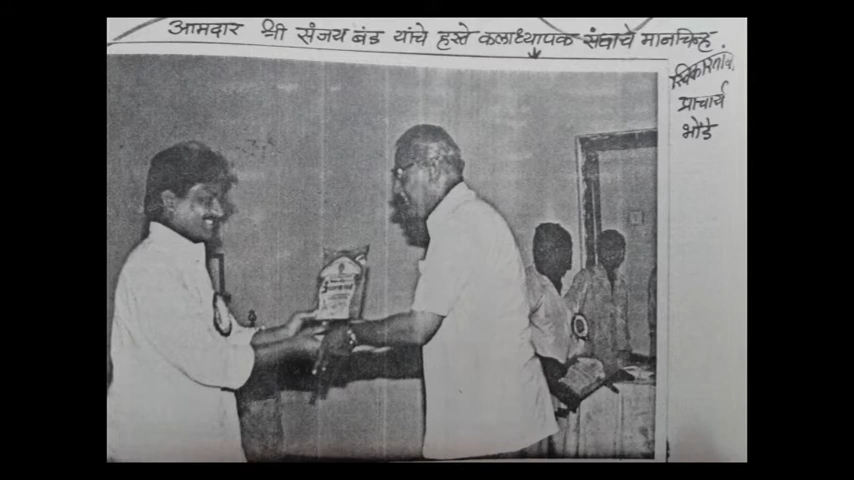 आमदार श्री संजय बंड यांचे हस्ते कलाध्यापक संघाचे मानचिन्ह
स्विकारतांना
प्राचार्य
भोंडे